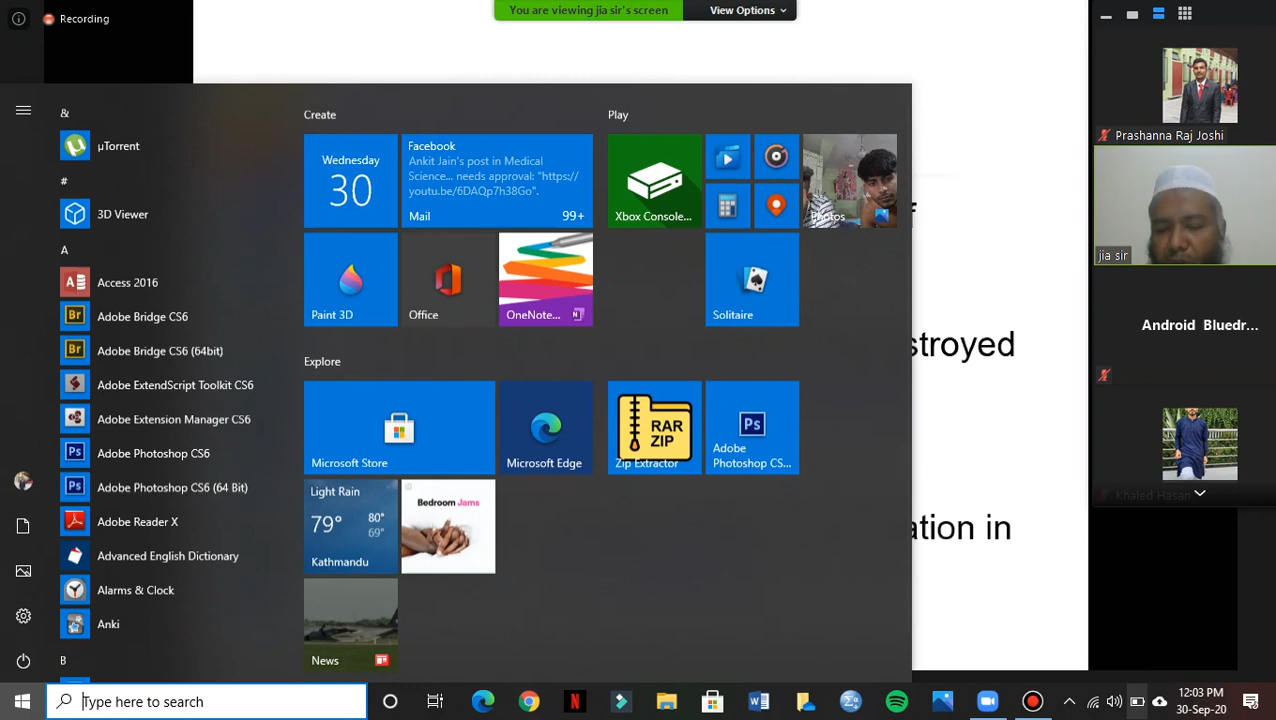 Recording
You are viewing jia sir's screen
View Options
&
µTorrent
#
3D Viewer
A
Access 2016
Adobe Bridge CS6
Adobe Bridge CS6 (64bit)
Adobe ExtendScript Toolkit CS6
Adobe Extension Manager CS6
Adobe Photoshop CS6
Adobe Photoshop CS6 (64 Bit)
Adobe Reader X
Advanced English Dictionary
Alarms & Clock
Anki
B
Create
Wednesday
30
Facebook
Ankit Jain's post in Medical
Science... needs approval: "https://
youtu.be/6DAQp7h38Go".
Mail
99+
Paint 3D
Office
OneNote...
Explore
Microsoft Store
Microsoft Edge
Light Rain
79°
80°
69°
Kathmandu
Bedroom Jams
News
Play
Xbox Console...
Photos
Solitaire
RAR
ZIP
Zip Extractor
Ps
Adobe
Photoshop CS...
f
stroyed
ation in
Prashanna Raj Joshi
jia sir
Android Bluedr...
Khaled Hasan
Type here to search
12:03 PM
30-Sep-20